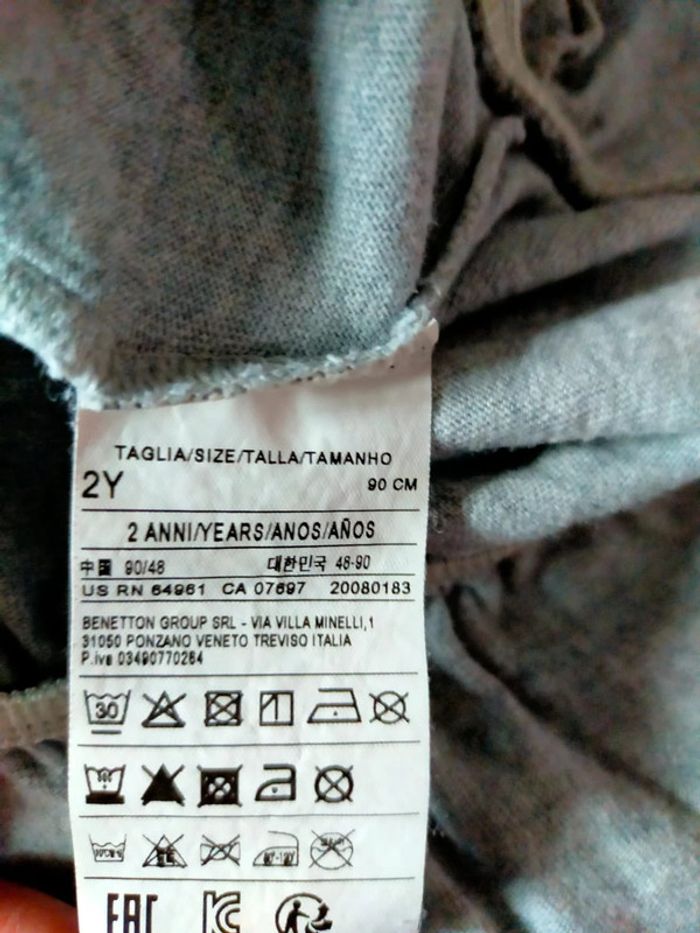 TAGLIA/SIZE/TALLA/TAMANHO
2Y 90 CM
2 ANNI/YEARS/ANOS/AÑOS
中国 90/48 대한민국 48-90
US RN 64961 CA 07697 20080183
BENETTON GROUP SRL - VIA VILLA MINELLI,1
31050 PONZANO VENETO TREVISO ITALIA
P.iva 03490770264
30
EAC